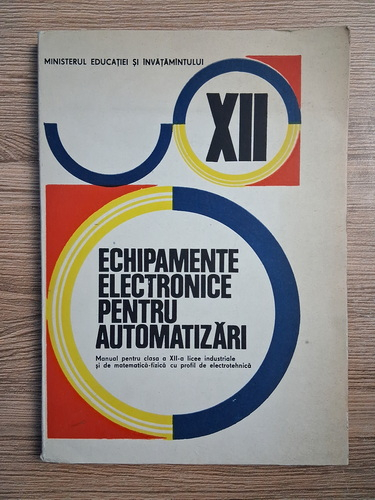 MINISTERUL EDUCAȚIEI ȘI INVĂȚĂMÎNTULUI
XII
ECHIPAMENTE
ELECTRONICE
PENTRU
AUTOMATIZĂRI
Manual pentru clasa a XII-a licee industriale
și de matematică-fizică cu profil de electrotehnică